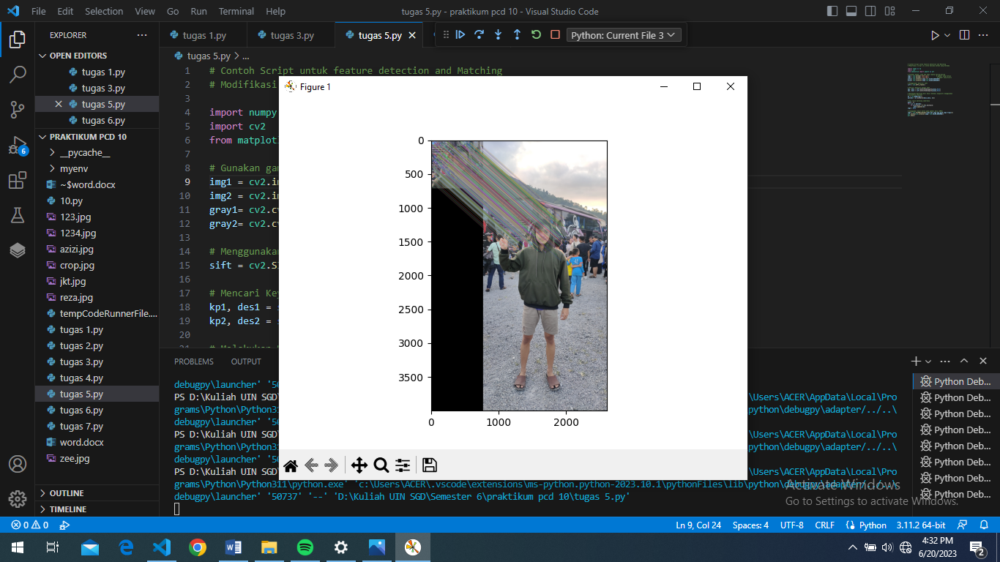 File Edit Selection View Go Run Terminal Help
tugas 5.py - praktikum pcd 10 - Visual Studio Code
EXPLORER
OPEN EDITORS
tugas 1.py
tugas 3.py
tugas 5.py
tugas 6.py
PRAKTIKUM PCD 10
__pycache__
myenv
~$word.docx
10.py
123.jpg
1234.jpg
azizi.jpg
crop.jpg
jkt.jpg
reza.jpg
tempCodeRunnerFile....
tugas 1.py
tugas 2.py
tugas 3.py
tugas 4.py
tugas 5.py
tugas 6.py
tugas 7.py
word.docx
zee.jpg
OUTLINE
TIMELINE
6
tugas 1.py tugas 3.py tugas 5.py
Python: Current File 3
tugas 5.py > ...
1 # Contoh Script untuk feature detection and Matching
2 # Modifikasi
3
4 import numpy
5 import cv2
6 from matplotl
7
8 # Gunakan gam
9 img1 = cv2.im
10 img2 = cv2.im
11 gray1= cv2.cv
12 gray2= cv2.cv
13
14 # Menggunakan
15 sift = cv2.SI
16
17 # Mencari Key
18 kp1, des1 = s
19 kp2, des2 = s
20
Figure 1
0
500
1000
1500
2000
2500
3000
3500
0 1000 2000
PROBLEMS OUTPUT
debugpy\launcher' '50
PS D:\Kuliah UIN SGD\ \Users\ACER\AppData\Local\Pro
grams\Python\Python31 python\debugpy\adapter/../..\
debugpy\launcher' '50
PS D:\Kuliah UIN SGD\ \Users\ACER\AppData\Local\Pro
grams\Python\Python31 python\debugpy\adapter/../..\
debugpy\launcher' '50
PS D:\Kuliah UIN SGD\ \Users\ACER\AppData\Local\Pro
grams\Python\Python311\python.exe' 'c:\Users\ACER\.vscode\extensions\ms-python.python-2023.10.1\pythonFiles\lib\python\debugpy\adapter/../..\
debugpy\launcher' '50737' '--' 'D:\Kuliah UIN SGD\Semester 6\praktikum pcd 10\tugas 5.py'
Python Deb...
Python Deb...
Python Deb...
Python Deb...
Python Deb...
Python Deb...
Python Deb...
Python Deb...
Activate Windows
Go to Settings to activate Windows.
0 0 Ln 9, Col 24 Spaces: 4 UTF-8 CRLF Python 3.11.2 64-bit
4:32 PM
6/20/2023
2